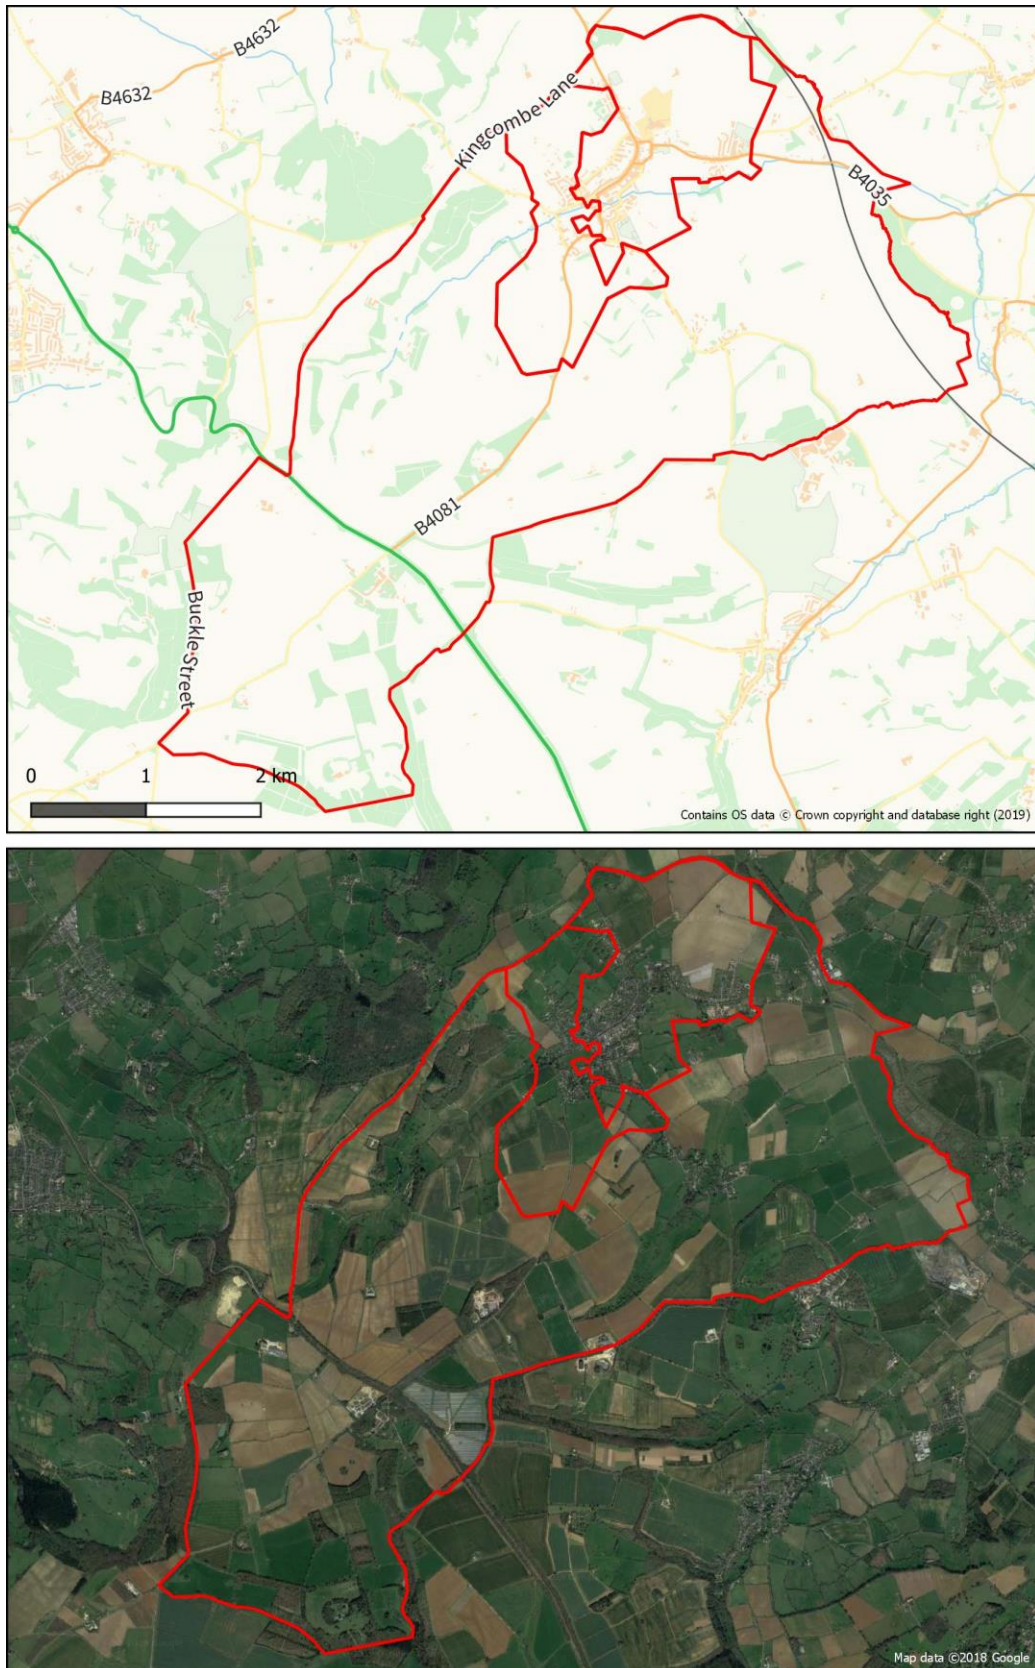 B4632
B4632
Kingcombe Lane
B4035
B4081
Buckle Street
0 1 2 km
Contains OS data © Crown copyright and database right (2019)
Map data ©2018 Google